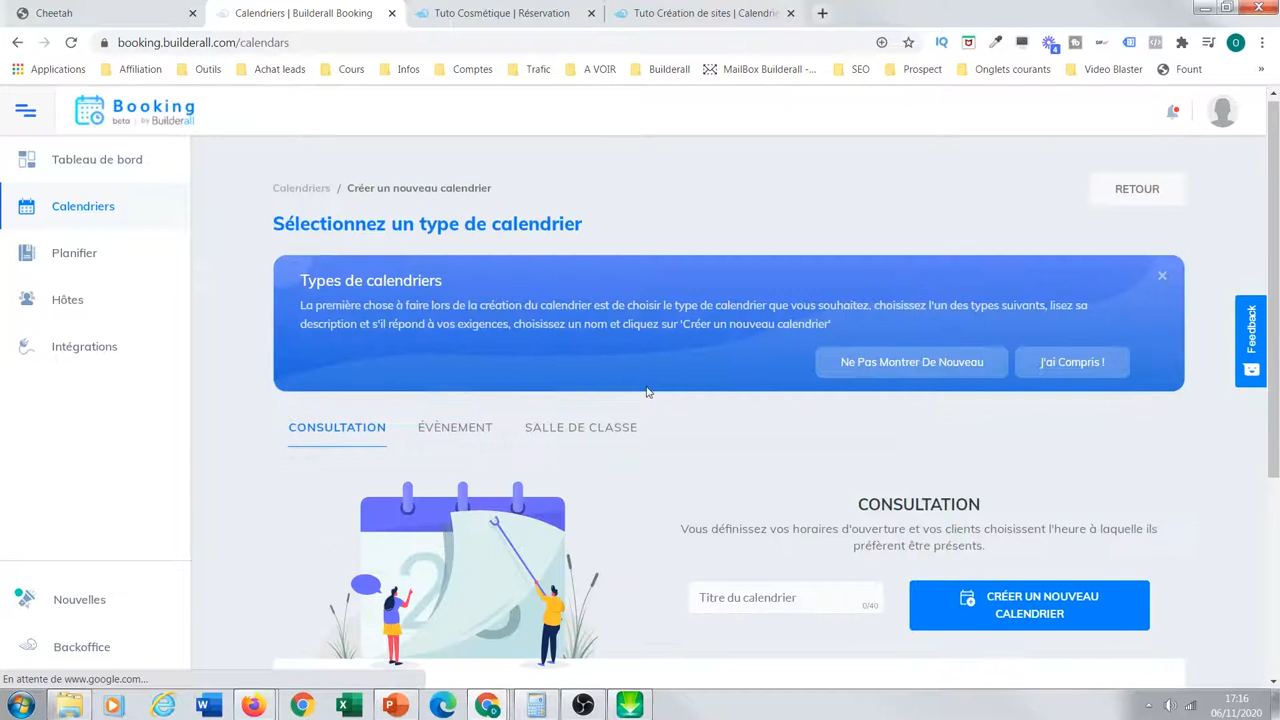 Cheetah
Calendriers | Builderall Booking
Tuto Cosmétique | Réservati
Tuto Création de sites | Calendri
booking.builderall.com/calendars
Applications
Affiliation
Outils
Achat leads
Cours
Infos
Comptes
Trafic
A VOIR
Builderall
MailBox Builderall -...
SEO
Prospect
Onglets courants
Video Blaster
Fount
»
IQ
4
O
Booking
beta | by Builderall
Tableau de bord
Calendriers
Planifier
Hôtes
Intégrations
Nouvelles
Backoffice
Calendriers / Créer un nouveau calendrier
RETOUR
Sélectionnez un type de calendrier
Types de calendriers
La première chose à faire lors de la création du calendrier est de choisir le type de calendrier que vous souhaitez, choisissez l'un des types suivants, lisez sa
description et s'il répond à vos exigences, choisissez un nom et cliquez sur 'Créer un nouveau calendrier'
Ne Pas Montrer De Nouveau
J'ai Compris !
Feedback
CONSULTATION
ÉVÈNEMENT
SALLE DE CLASSE
CONSULTATION
Vous définissez vos horaires d'ouverture et vos clients choisissent l'heure à laquelle ils
préfèrent être présents.
Titre du calendrier
0/40
CRÉER UN NOUVEAU
CALENDRIER
En attente de www.google.com...
17:16
06/11/2020